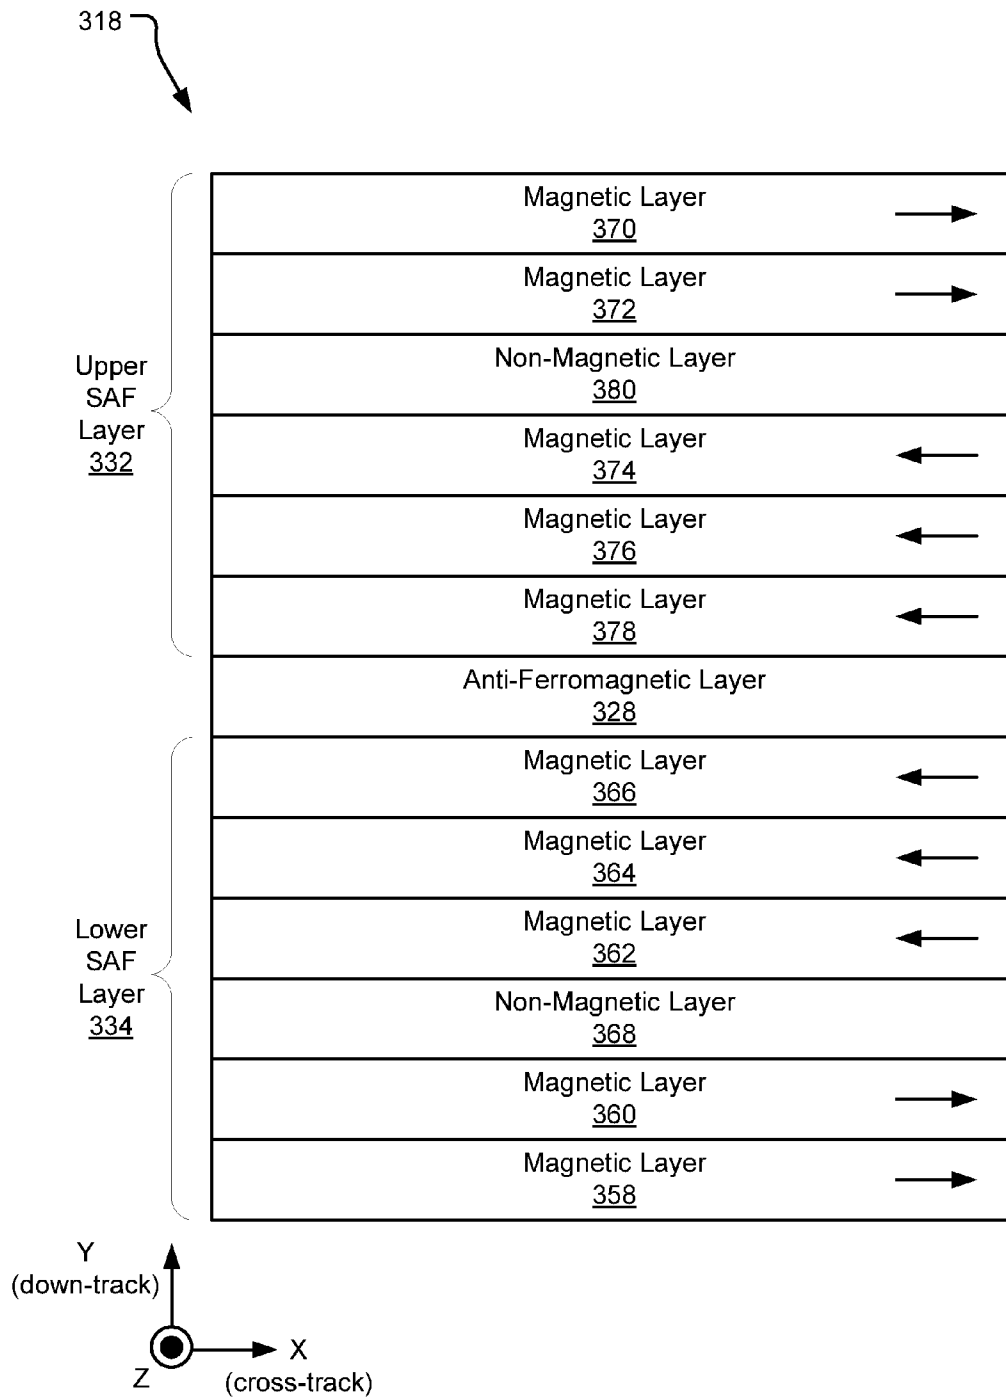 318
Magnetic Layer
370
Magnetic Layer
372
Non-Magnetic Layer
380
Magnetic Layer
374
Magnetic Layer
376
Magnetic Layer
378
Upper
SAF
Layer
332
Anti-Ferromagnetic Layer
328
Magnetic Layer
366
Magnetic Layer
364
Magnetic Layer
362
Non-Magnetic Layer
368
Magnetic Layer
360
Magnetic Layer
358
Lower
SAF
Layer
334
Y
(down-track)
X
(cross-track)
Z